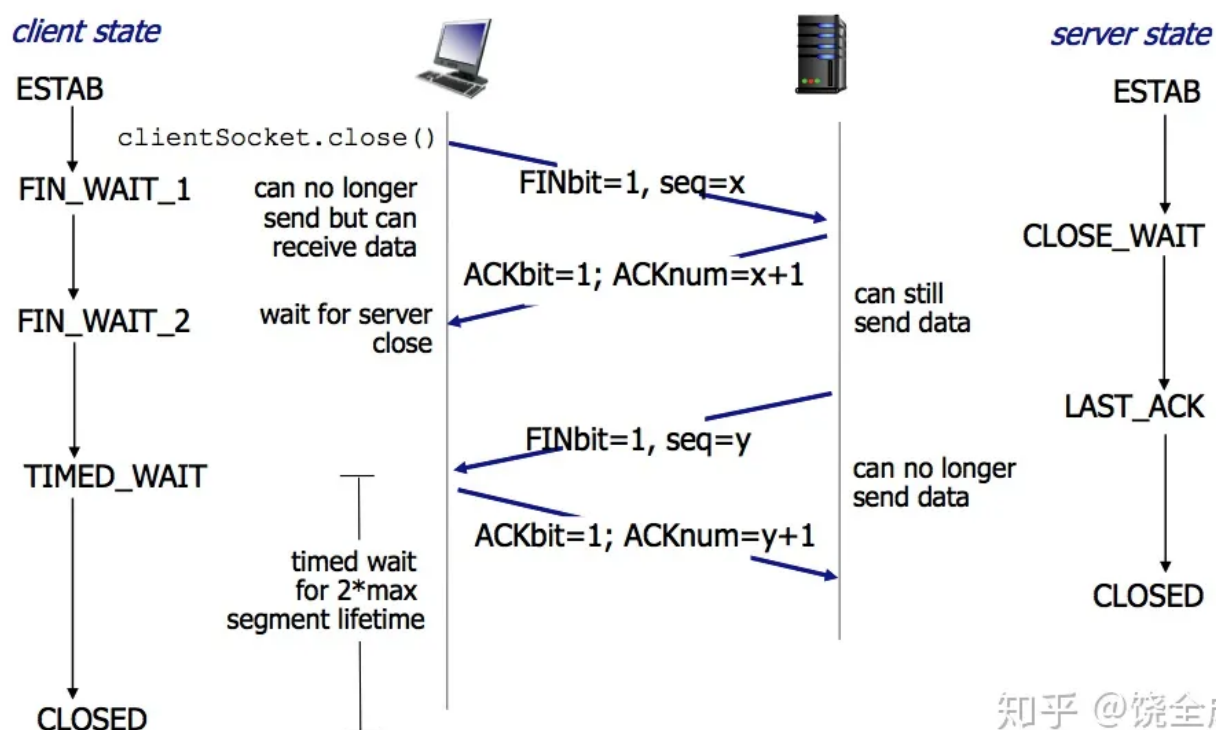 client state
server state
ESTAB
ESTAB
clientSocket.close()
FIN_WAIT_1
can no longer
send but can
receive data
FINbit=1, seq=x
CLOSE_WAIT
ACKbit=1; ACKnum=x+1
FIN_WAIT_2
wait for server
close
can still
send data
LAST_ACK
FINbit=1, seq=y
TIMED_WAIT
can no longer
send data
ACKbit=1; ACKnum=y+1
timed wait
for 2*max
segment lifetime
CLOSED
CLOSED
知乎 @饶全